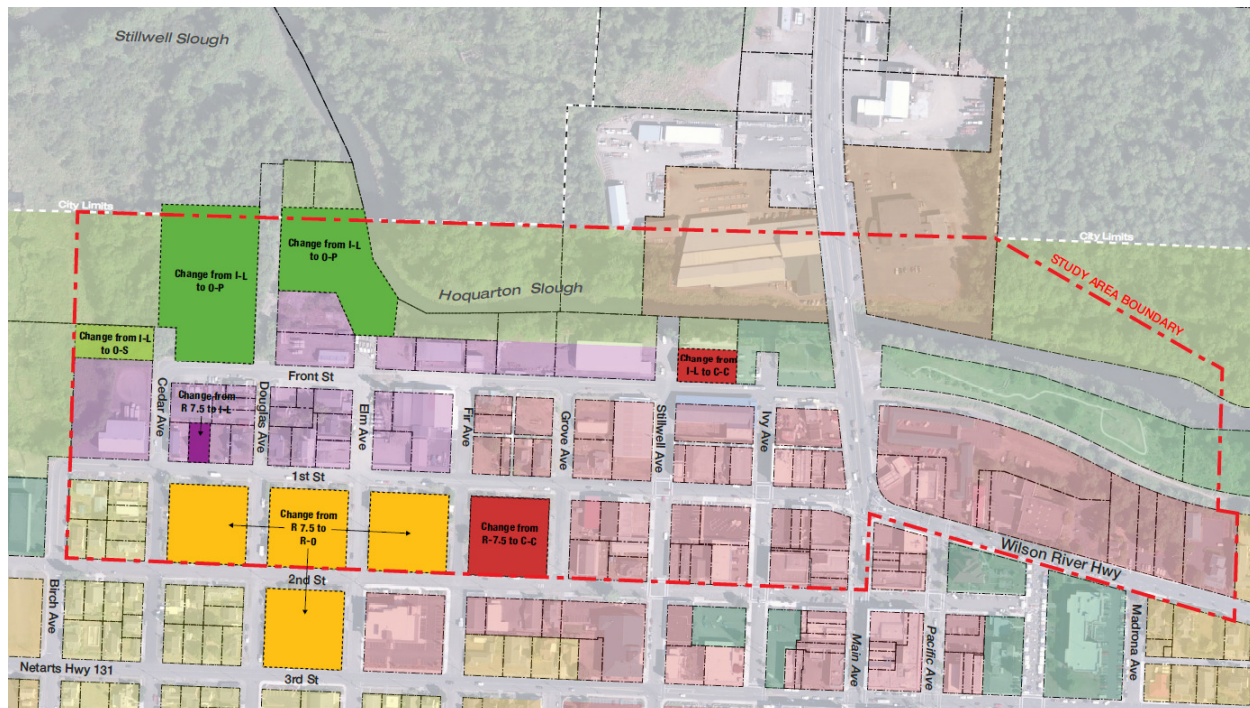 Stillwell Slough
City Limits
City Limits
Change from I-L
to O-P
Change from I-L
to O-P
STUDY AREA BOUNDARY
Hoquarton Slough
Change from I-L
to O-S
Change from
I-L to C-C
Front St
Change from
R 7.5 to I-L
Cedar Ave
Douglas Ave
Elm Ave
Fir Ave
Grove Ave
Stillwell Ave
Ivy Ave
1st St
Change from
R 7.5 to
R-0
Change from
R-7.5 to C-C
Wilson River Hwy
2nd St
Birch Ave
Main Ave
Pacific Ave
Madrona Ave
Netarts Hwy 131
3rd St